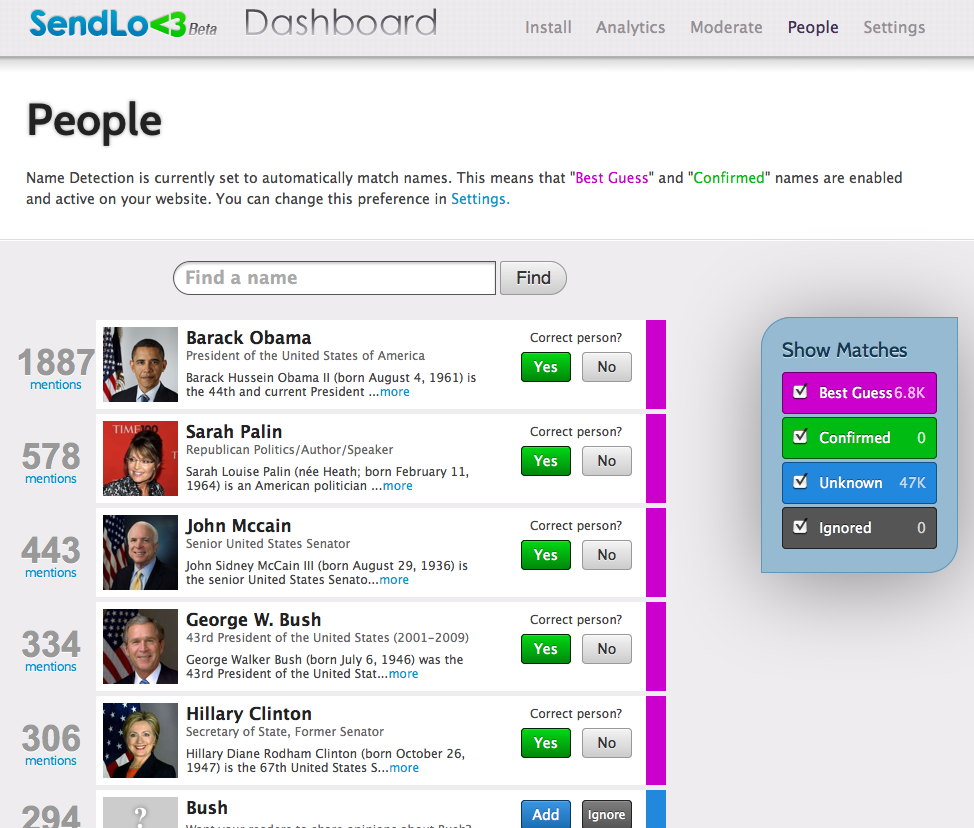 SendLo<3 Beta Dashboard Install Analytics Moderate People Settings
People
Name Detection is currently set to automatically match names. This means that "Best Guess" and "Confirmed" names are enabled
and active on your website. You can change this preference in Settings.
Find a name Find
1887
mentions
Barack Obama
President of the United States of America
Barack Hussein Obama II (born August 4, 1961) is
the 44th and current President ...more
Correct person?
Yes No
578
mentions
TIME 100
Sarah Palin
Republican Politics/Author/Speaker
Sarah Louise Palin (née Heath; born February 11,
1964) is an American politician ...more
Correct person?
Yes No
443
mentions
John Mccain
Senior United States Senator
John Sidney McCain III (born August 29, 1936) is
the senior United States Senato...more
Correct person?
Yes No
334
mentions
George W. Bush
43rd President of the United States (2001-2009)
George Walker Bush (born July 6, 1946) was the
43rd President of the United Stat...more
Correct person?
Yes No
306
mentions
Hillary Clinton
Secretary of State, Former Senator
Hillary Diane Rodham Clinton (born October 26,
1947) is the 67th United States S...more
Correct person?
Yes No
294
?
Bush
Want your readers to share opinions about Bush?
Add Ignore
Show Matches
Best Guess 6.8K
Confirmed 0
Unknown 47K
Ignored 0